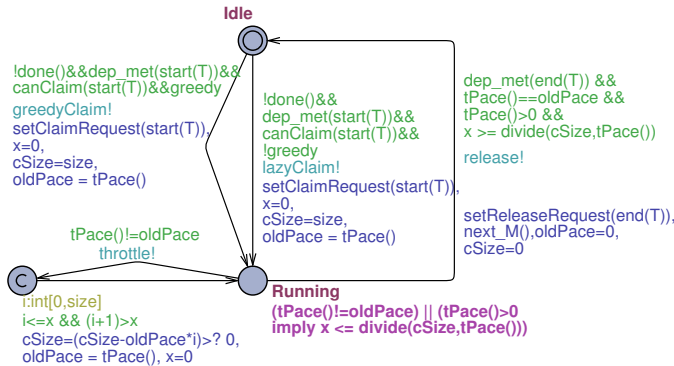 Idle
!done()&&dep_met(start(T))&&
canClaim(start(T))&&greedy
greedyClaim!
setClaimRequest(start(T)),
x=0,
cSize=size,
oldPace = tPace()
!done()&&
dep_met(start(T))&&
canClaim(start(T))&&
!greedy
lazyClaim!
setClaimRequest(start(T)),
x=0,
cSize=size,
oldPace = tPace()
dep_met(end(T)) &&
tPace()==oldPace &&
tPace()>0 &&
x >= divide(cSize,tPace())
release!
setReleaseRequest(end(T)),
next_M(),oldPace=0,
cSize=0
tPace()!=oldPace
throttle!
C
i:int[0,size]
i<=x && (i+1)>x
cSize=(cSize-oldPace*i)>? 0,
oldPace = tPace(), x=0
Running
(tPace()!=oldPace) || (tPace()>0
imply x <= divide(cSize,tPace()))